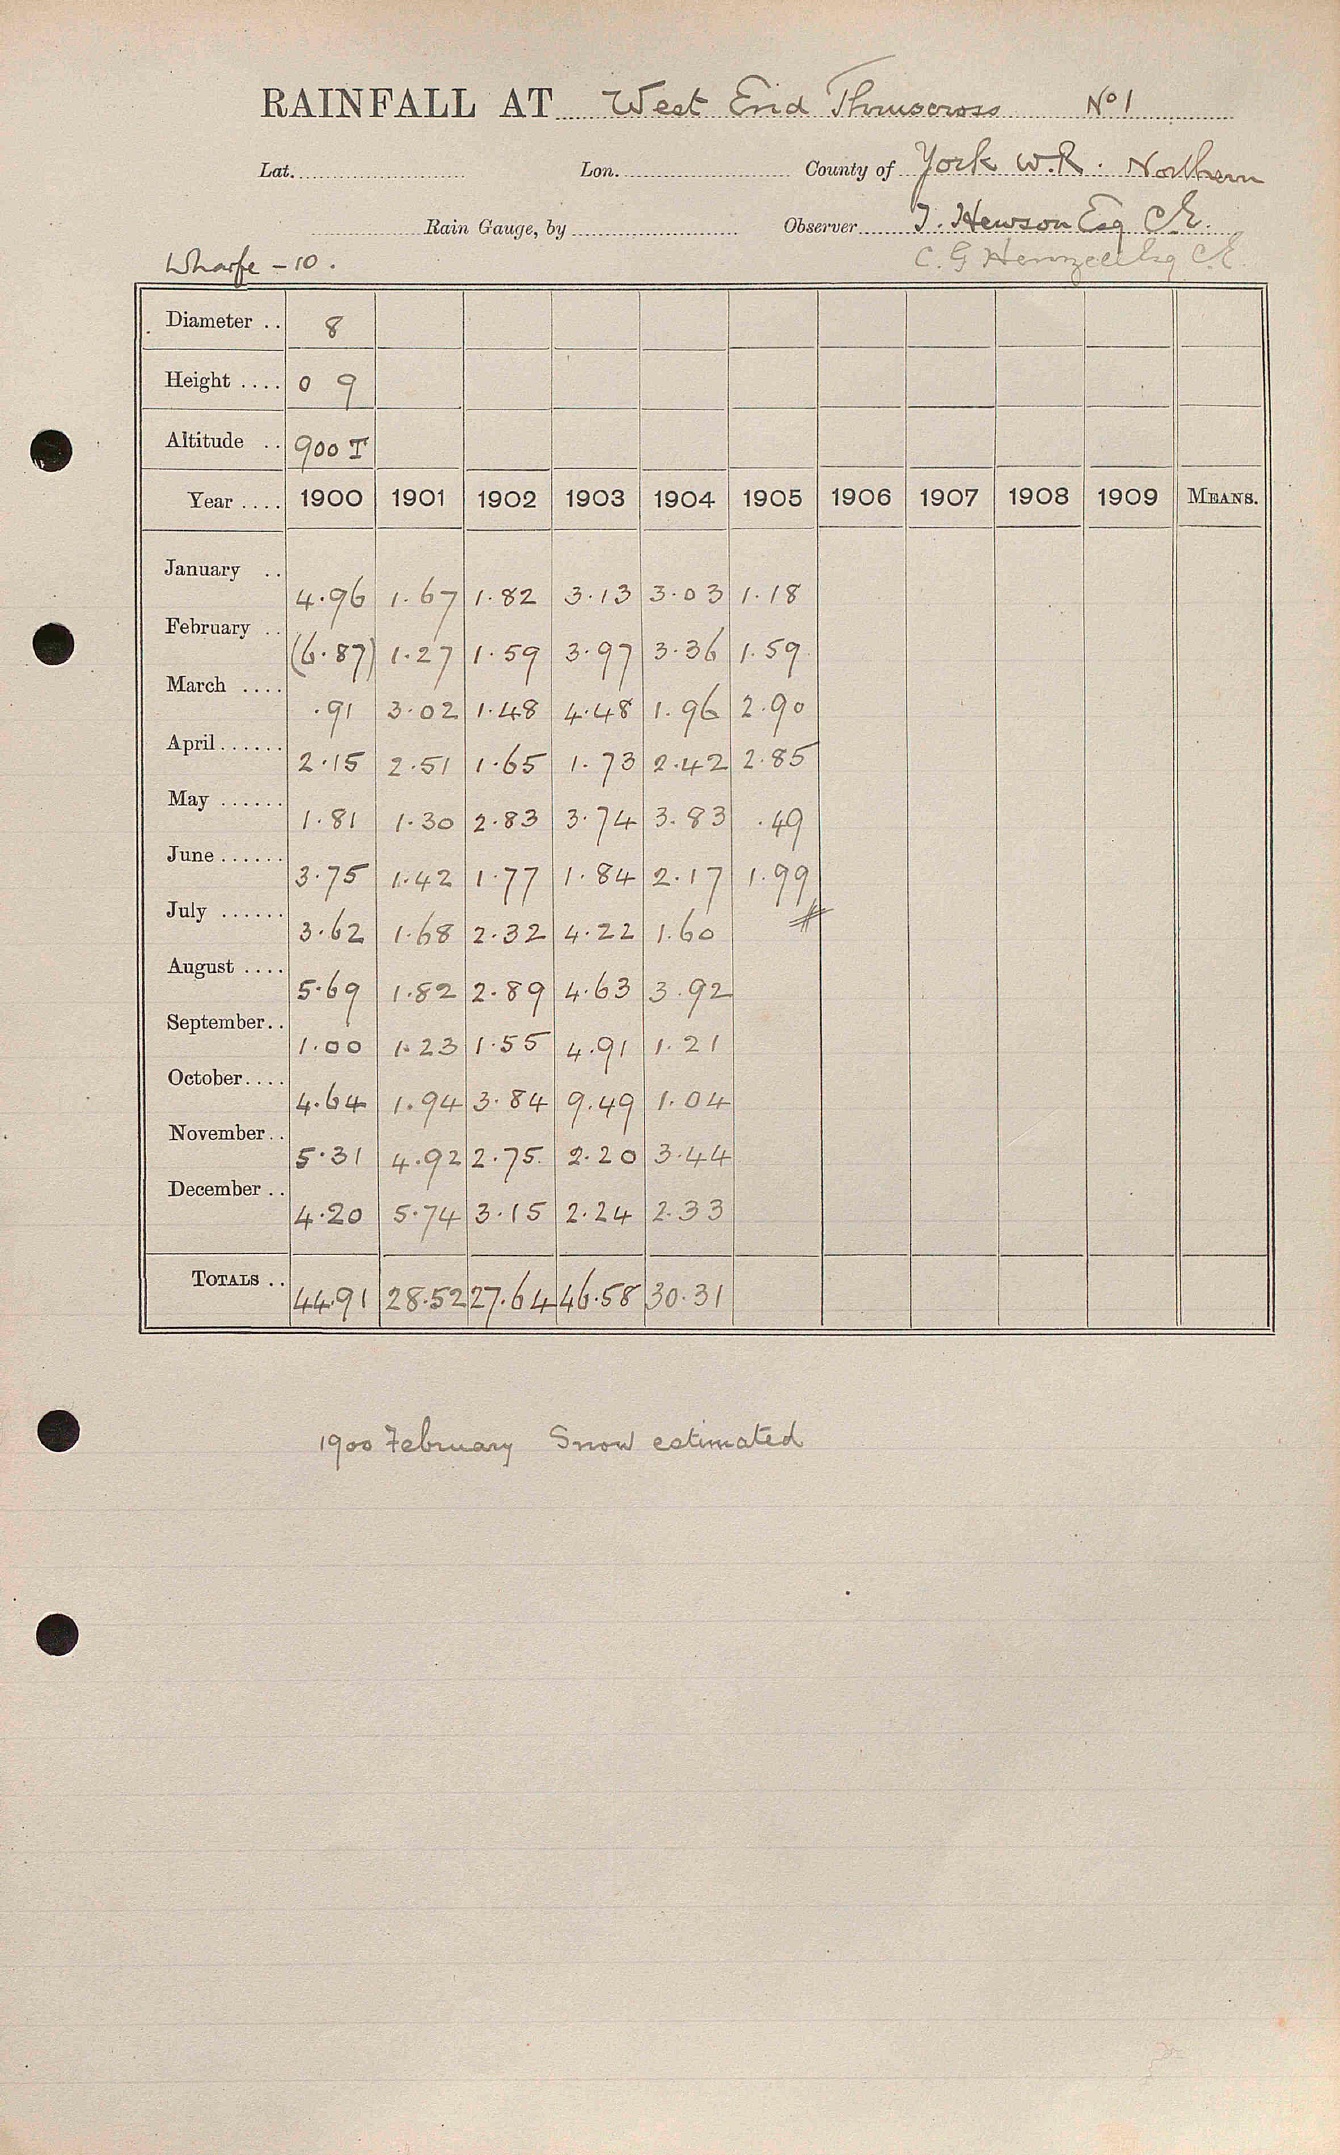 RAINFALL AT West End Thruscross No 1
Lat. Lon. County of York W.R. Northern
Rain Gauge, by Observer T. Hewson Esq C.E.
Wharfe - 10. C. G Henzell Esq C.E.
Diameter .. 8
Height .... 0 9
Altitude .. 900 T
Year .... 1900 1901 1902 1903 1904 1905 1906 1907 1908 1909 MEANS.
January .. 4.96 1.67 1.82 3.13 3.03 1.18
February .. (6.87) 1.27 1.59 3.97 3.36 1.59
March .... .91 3.02 1.48 4.48 1.96 2.90
April ...... 2.15 2.51 1.65 1.73 2.42 2.85
May ...... 1.81 1.30 2.83 3.74 3.83 .49
June ...... 3.75 1.42 1.77 1.84 2.17 1.99
July ...... 3.62 1.68 2.32 4.22 1.60
August .... 5.69 1.82 2.89 4.63 3.92
September.. 1.00 1.23 1.55 4.91 1.21
October.... 4.64 1.94 3.84 9.49 1.04
November.. 5.31 4.92 2.75 2.20 3.44
December .. 4.20 5.74 3.15 2.24 2.33
TOTALS .. 44.91 28.52 27.64 46.58 30.31
1900 February Snow estimated